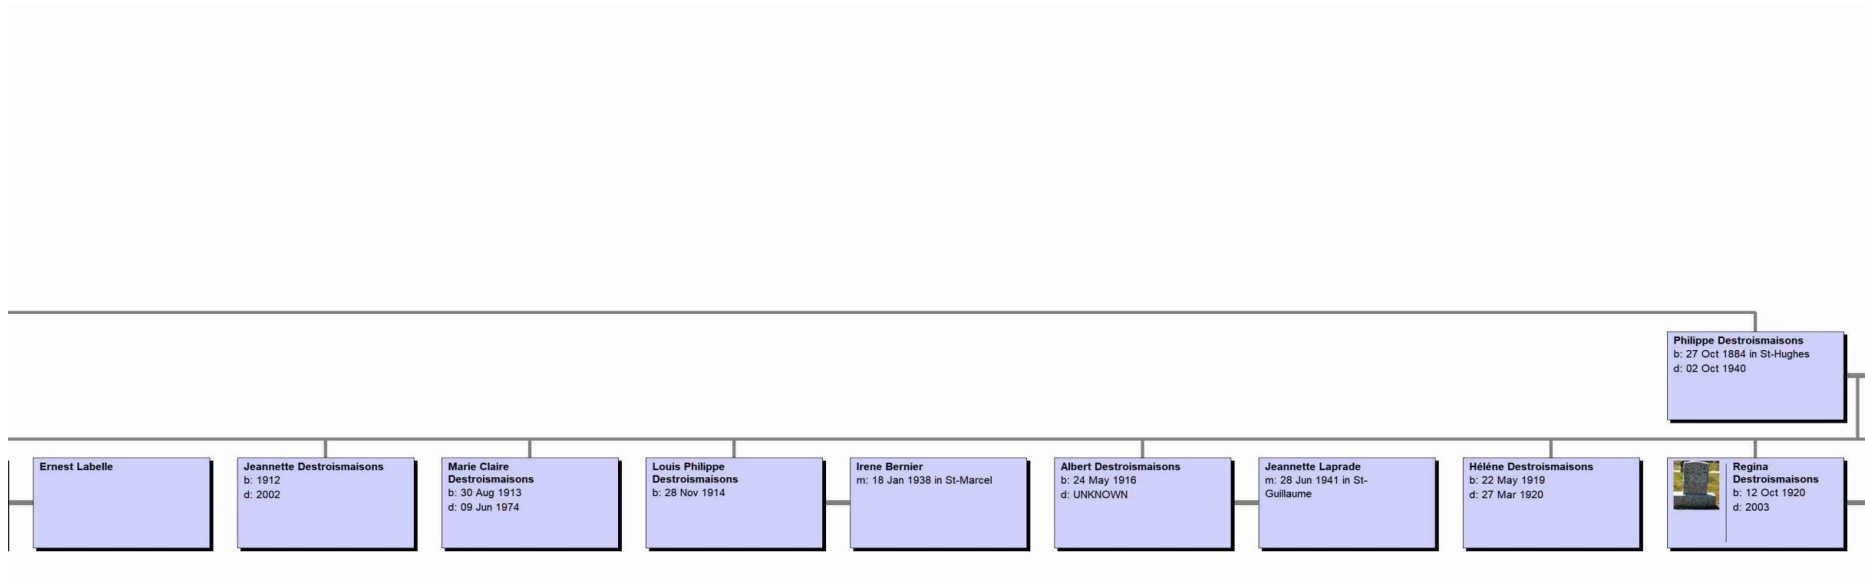 Philippe Destroismaisons
b: 27 Oct 1884 in St-Hughes
d: 02 Oct 1940
Ernest Labelle
Jeannette Destroismaisons
b: 1912
d: 2002
Marie Claire
Destroismaisons
b: 30 Aug 1913
d: 09 Jun 1974
Louis Philippe
Destroismaisons
b: 28 Nov 1914
Irene Bernier
m: 18 Jan 1938 in St-Marcel
Albert Destroismaisons
b: 24 May 1916
d: UNKNOWN
Jeannette Laprade
m: 28 Jun 1941 in St-
Guillaume
Héléne Destroismaisons
b: 22 May 1919
d: 27 Mar 1920
Regina
Destroismaisons
b: 12 Oct 1920
d: 2003